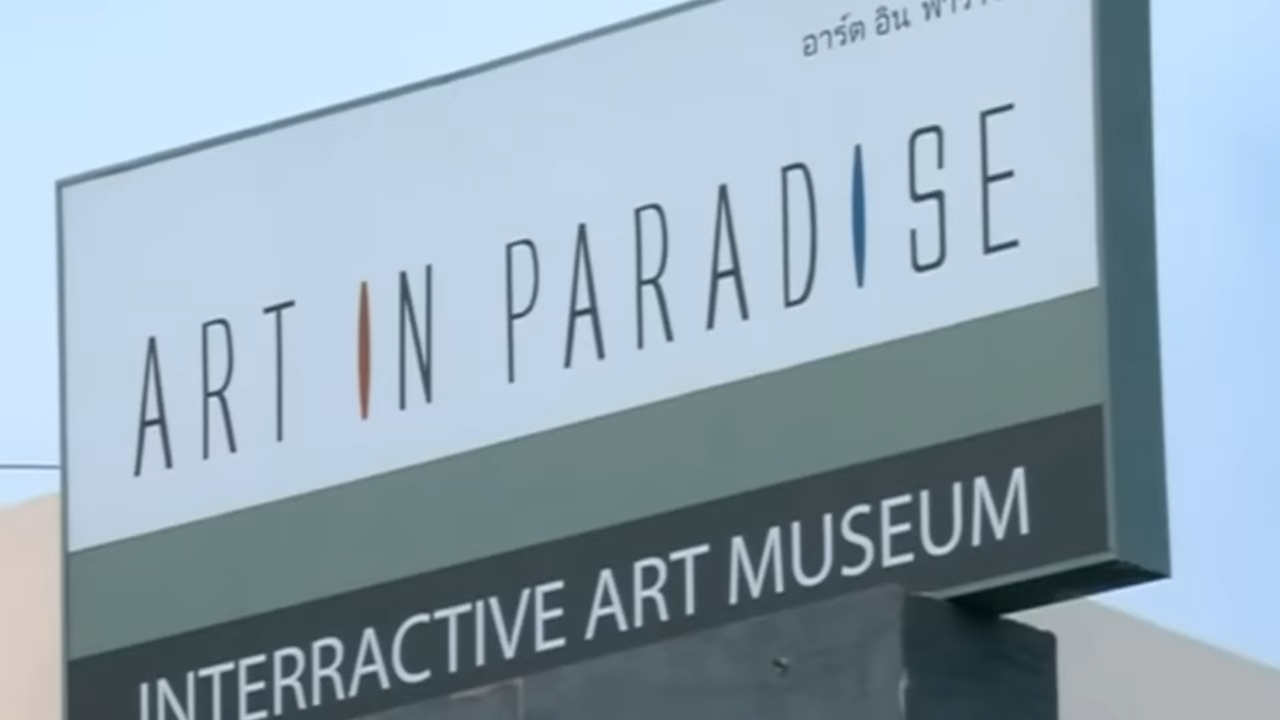 อาร์ต อิน
ART IN PARADISE
INTERRACTIVE ART MUSEUM